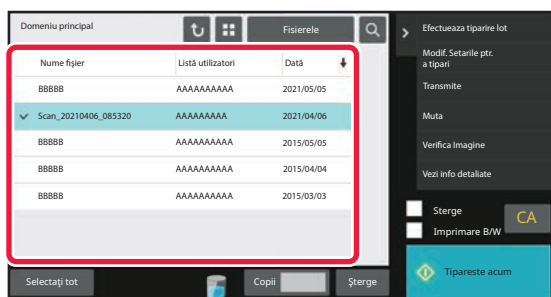 Domeniu principal
Fisierele
Nume fișier Listă utilizatori Dată
BBBBB AAAAAAAAAA 2021/05/05
Scan_20210406_085320 AAAAAAAAA 2021/04/06
BBBBB AAAAAAAAAA 2015/05/05
BBBBB AAAAAAAAAA 2015/04/04
BBBBB AAAAAAAAAA 2015/03/03
Selectați tot
Copii
Șterge
Efectueaza tiparire lot
Modif. Setarile ptr.
a tipari
Transmite
Muta
Verifica Imagine
Vezi info detaliate
Sterge
Imprimare B/W
CA
Tipareste acum